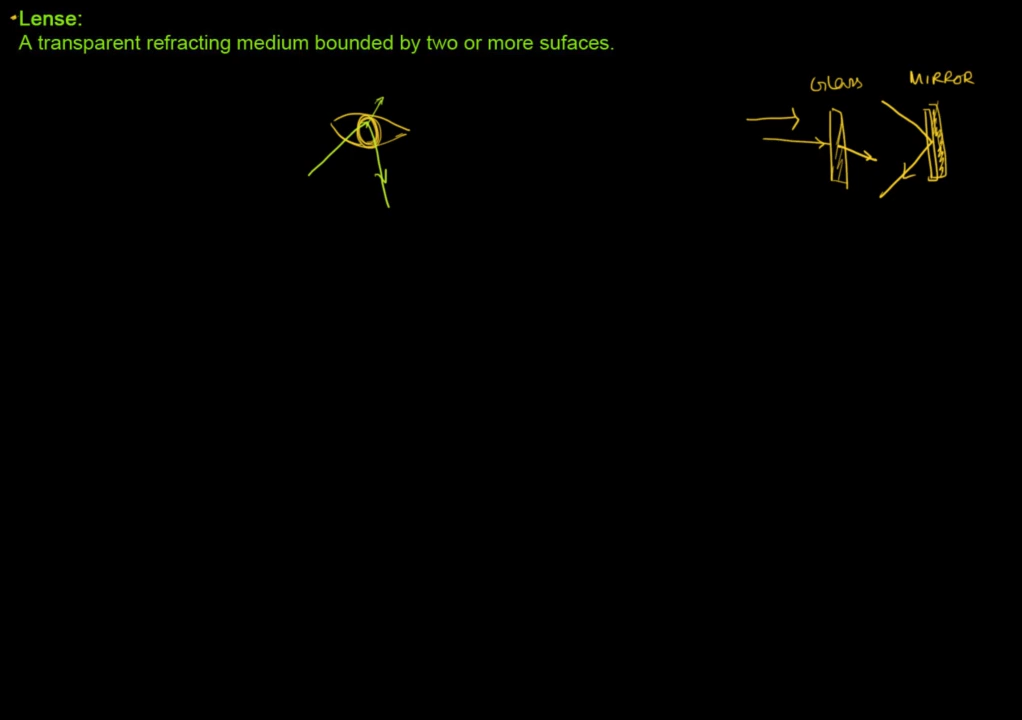 Lense:
A transparent refracting medium bounded by two or more sufaces.
Glass
MIRROR